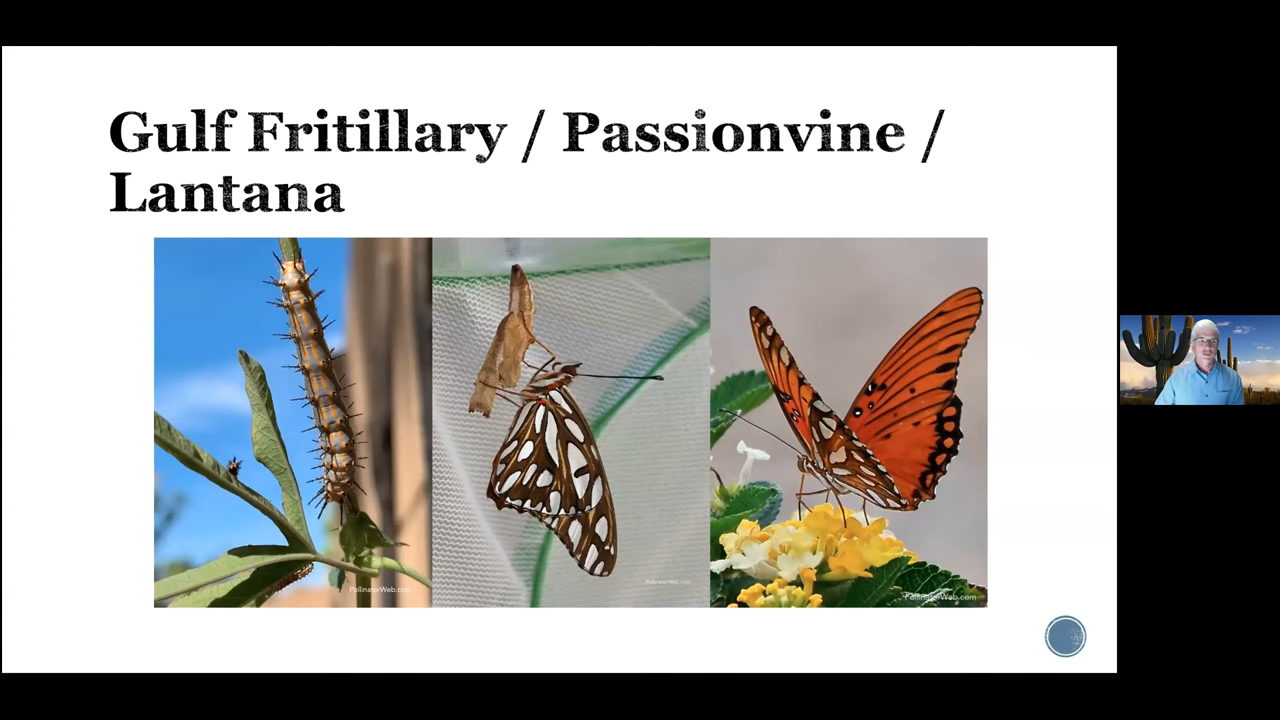 Gulf Fritillary / Passionvine /
Lantana
PollinatorWeb.com
PollinatorWeb.com
PollinatorWeb.com